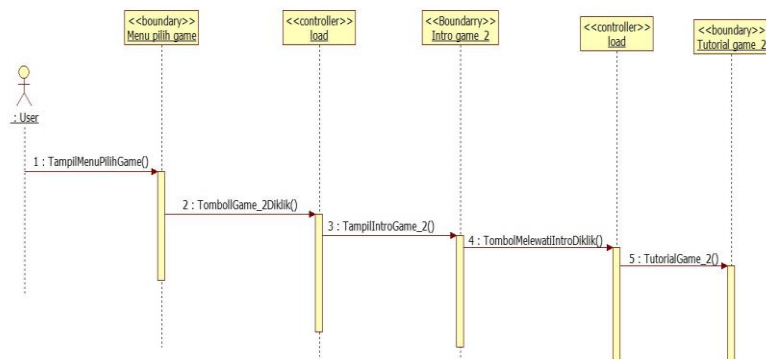 <<boundary>>
Menu pilih game
<<controller>>
load
<<Boundarry>>
Intro game_2
<<controller>>
load
<<boundary>>
Tutorial game_2
: User
1 : TampilMenuPilihGame()
2 : TombollGame_2Diklik()
3 : TampilIntroGame_2()
4 : TombolMelewatiIntroDiklik()
5 : TutorialGame_2()